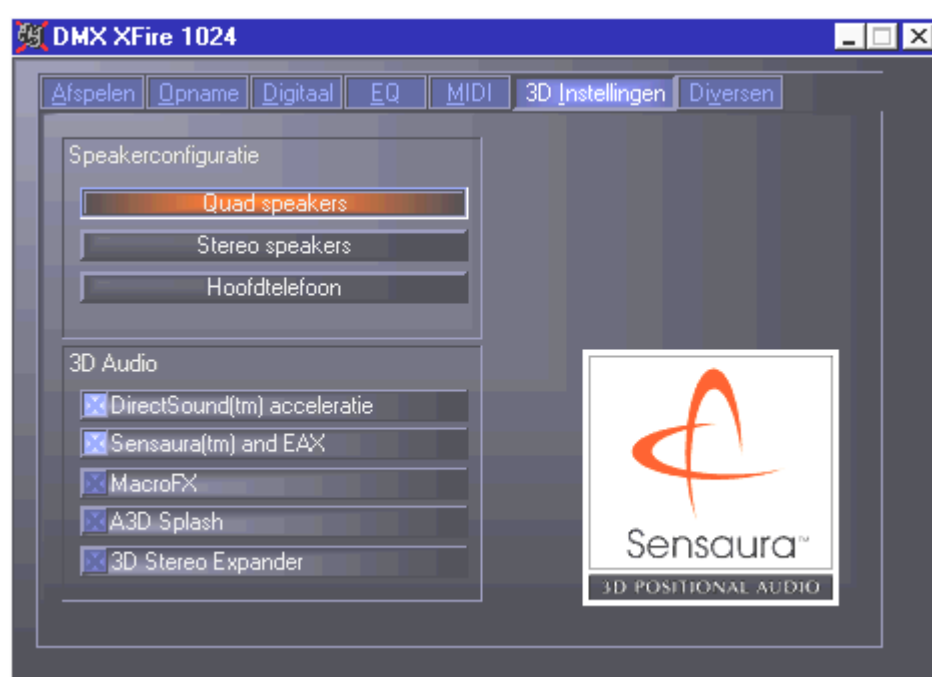 DMX XFire 1024
Afspelen Opname Digitaal EQ MIDI 3D Instellingen Diversen
Speakerconfiguratie
Quad speakers
Stereo speakers
Hoofdtelefoon
3D Audio
DirectSound(tm) acceleratie
Sensaura(tm) and EAX
MacroFX
A3D Splash
3D Stereo Expander
Sensaura™
3D POSITIONAL AUDIO